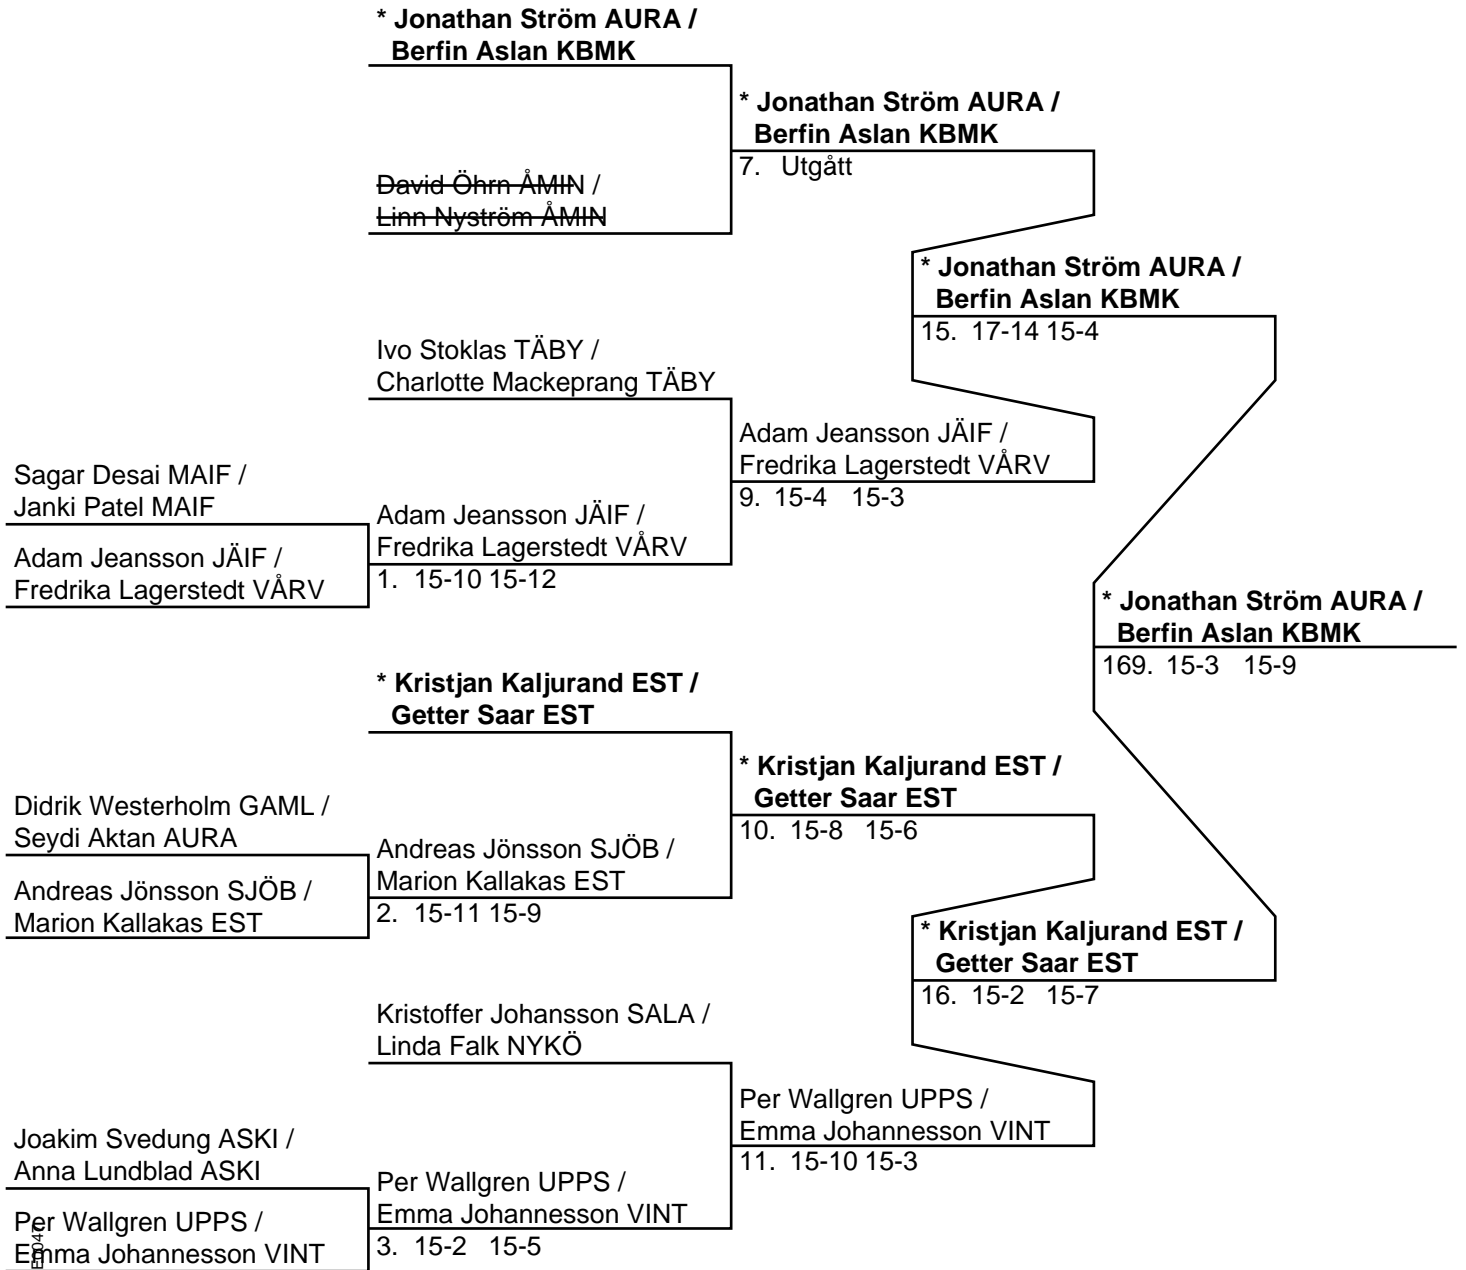 * Jonathan Ström AURA /
Berfin Aslan KBMK
* Jonathan Ström AURA /
Berfin Aslan KBMK
7. Utgått
David Öhrn ÅMIN /
Linn Nyström ÅMIN
* Jonathan Ström AURA /
Berfin Aslan KBMK
15. 17-14 15-4
Ivo Stoklas TÄBY /
Charlotte Mackeprang TÄBY
Adam Jeansson JÄIF /
Fredrika Lagerstedt VÅRV
9. 15-4 15-3
Sagar Desai MAIF /
Janki Patel MAIF
Adam Jeansson JÄIF /
Fredrika Lagerstedt VÅRV
1. 15-10 15-12
Adam Jeansson JÄIF /
Fredrika Lagerstedt VÅRV
* Jonathan Ström AURA /
Berfin Aslan KBMK
169. 15-3 15-9
* Kristjan Kaljurand EST /
Getter Saar EST
* Kristjan Kaljurand EST /
Getter Saar EST
10. 15-8 15-6
Didrik Westerholm GAML /
Seydi Aktan AURA
Andreas Jönsson SJÖB /
Marion Kallakas EST
2. 15-11 15-9
Andreas Jönsson SJÖB /
Marion Kallakas EST
* Kristjan Kaljurand EST /
Getter Saar EST
16. 15-2 15-7
Kristoffer Johansson SALA /
Linda Falk NYKÖ
Per Wallgren UPPS /
Emma Johannesson VINT
11. 15-10 15-3
Joakim Svedung ASKI /
Anna Lundblad ASKI
Per Wallgren UPPS /
Emma Johannesson VINT
3. 15-2 15-5
Per Wallgren UPPS /
Emma Johannesson VINT